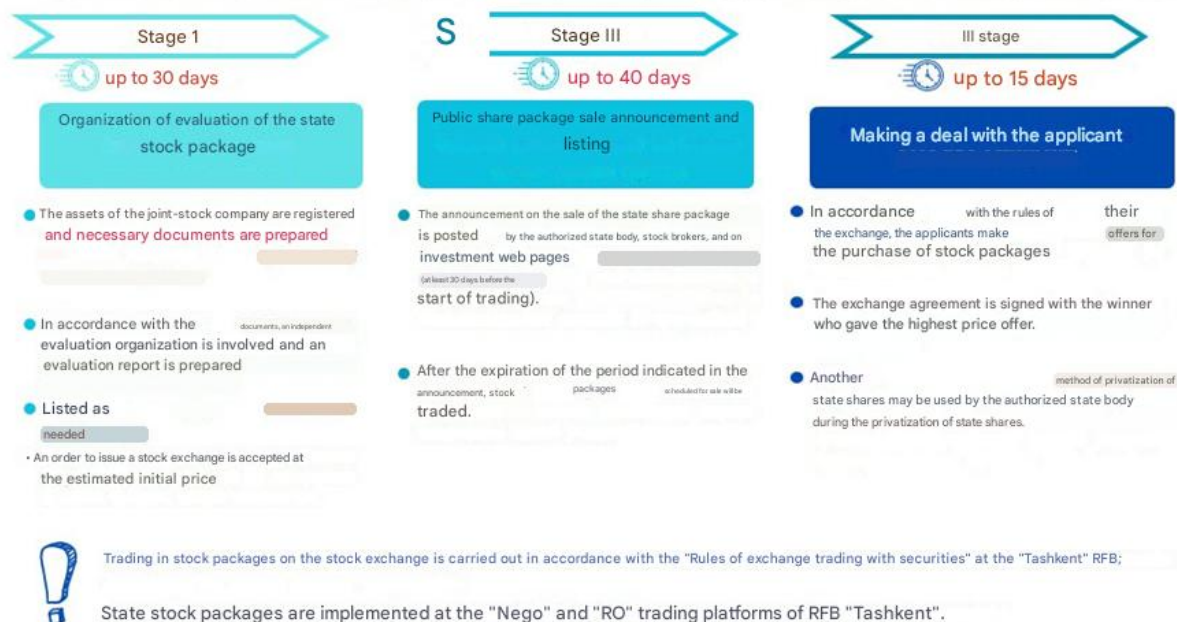 Stage 1
up to 30 days
Organization of evaluation of the state
stock package
The assets of the joint-stock company are registered
and necessary documents are prepared
In accordance with the documents, an independent
evaluation organization is involved and an
evaluation report is prepared
Listed as
needed
• An order to issue a stock exchange is accepted at
the estimated initial price
S Stage III
up to 40 days
Public share package sale announcement and
listing
The announcement on the sale of the state share package
is posted by the authorized state body, stock brokers, and on
investment web pages
(at least 30 days before the
start of trading).
After the expiration of the period indicated in the
announcement, stock packages scheduled for sale will be
traded.
III stage
up to 15 days
Making a deal with the applicant
In accordance with the rules of their
the exchange, the applicants make offers for
the purchase of stock packages
The exchange agreement is signed with the winner
who gave the highest price offer.
Another method of privatization of
state shares may be used by the authorized state body
during the privatization of state shares.
Trading in stock packages on the stock exchange is carried out in accordance with the "Rules of exchange trading with securities" at the "Tashkent" RFB;
State stock packages are implemented at the "Nego" and "RO" trading platforms of RFB "Tashkent".